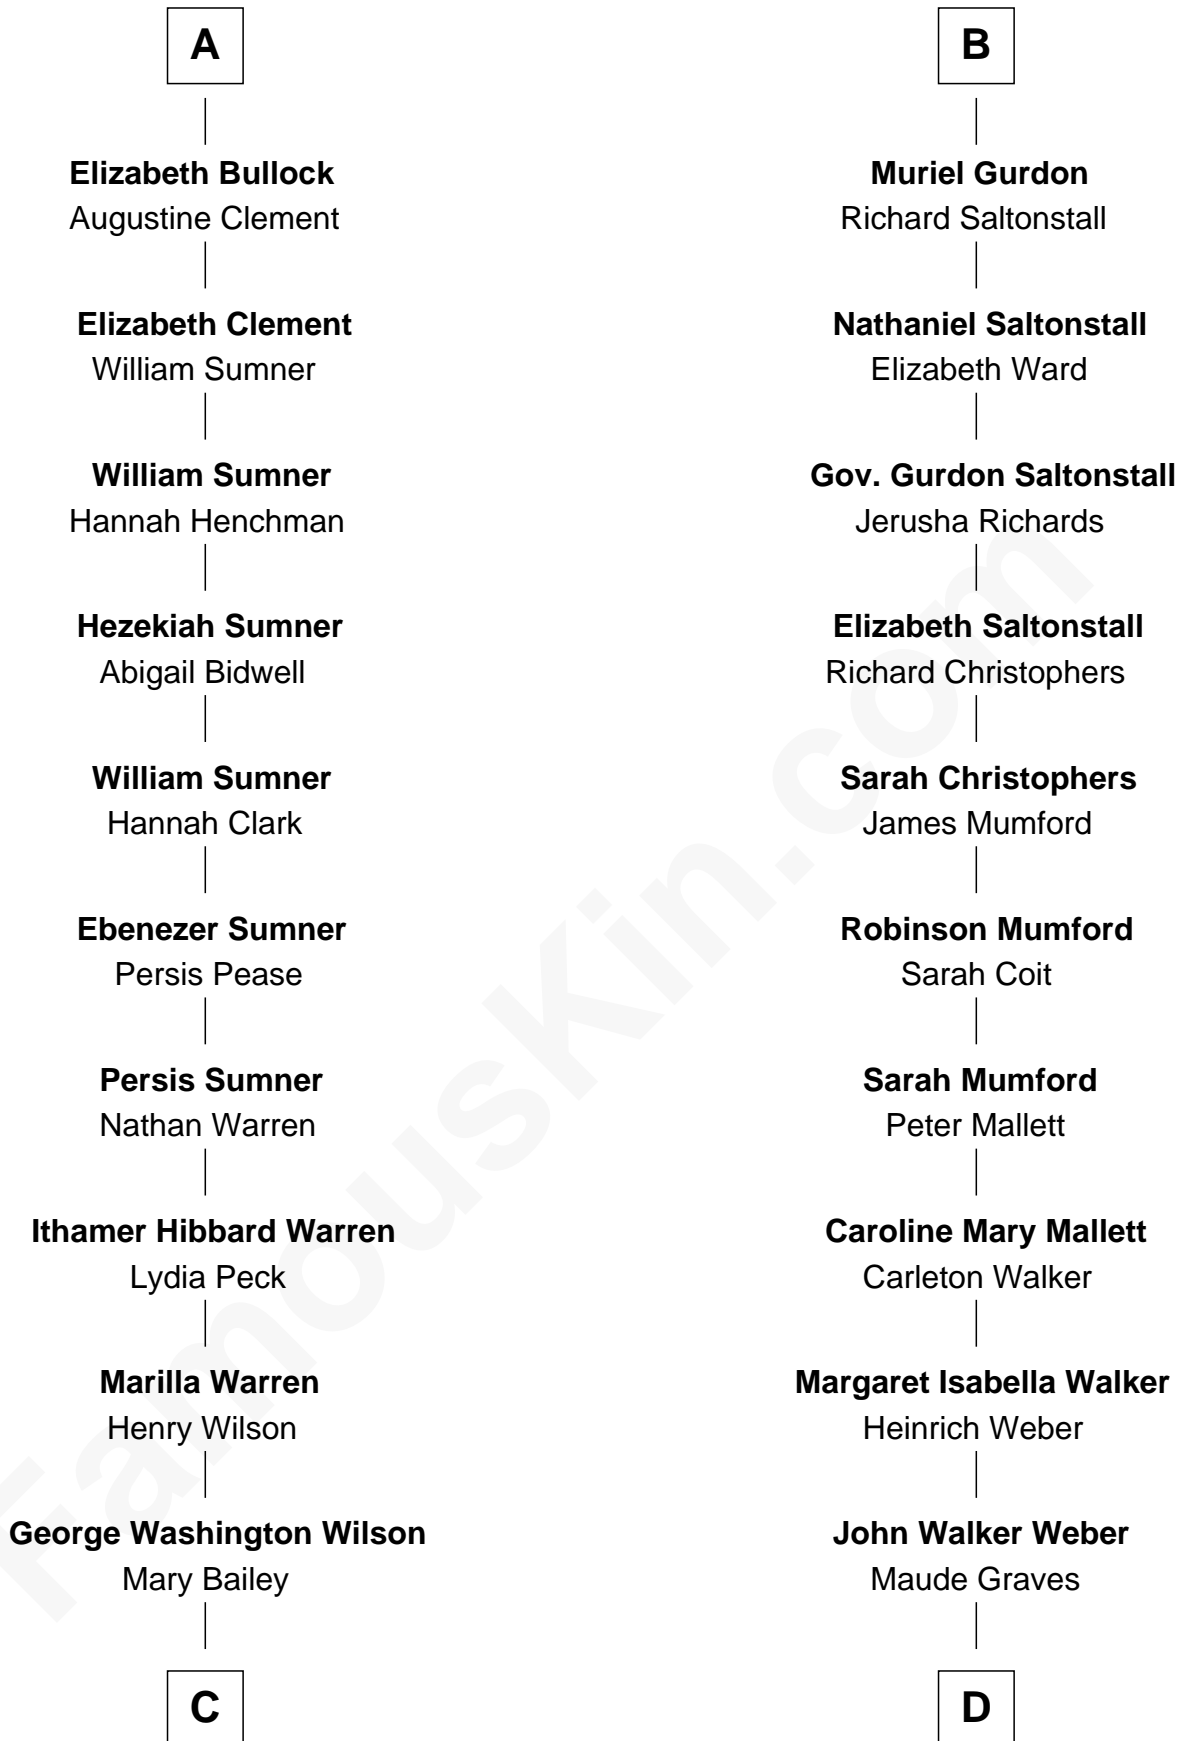 A
Elizabeth Bullock
Augustine Clement
Elizabeth Clement
William Sumner
William Sumner
Hannah Henchman
Hezekiah Sumner
Abigail Bidwell
William Sumner
Hannah Clark
Ebenezer Sumner
Persis Pease
Persis Sumner
Nathan Warren
Ithamer Hibbard Warren
Lydia Peck
Marilla Warren
Henry Wilson
George Washington Wilson
Mary Bailey
C
B
Muriel Gurdon
Richard Saltonstall
Nathaniel Saltonstall
Elizabeth Ward
Gov. Gurdon Saltonstall
Jerusha Richards
Elizabeth Saltonstall
Richard Christophers
Sarah Christophers
James Mumford
Robinson Mumford
Sarah Coit
Sarah Mumford
Peter Mallett
Caroline Mary Mallett
Carleton Walker
Margaret Isabella Walker
Heinrich Weber
John Walker Weber
Maude Graves
D
FamousKin.com